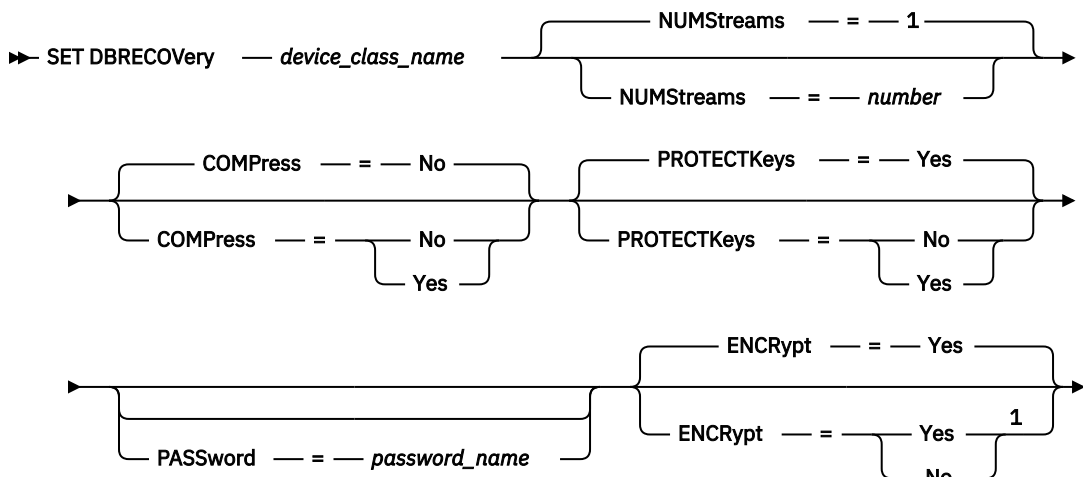 NUMStreams = 1
SET DBRECOVery device_class_name
NUMStreams = number
COMPress = No
PROTECTKeys = Yes
COMPress = No
Yes
PROTECTKeys = No
Yes
ENCRypt = Yes
PASSword = password_name
ENCRypt = Yes 1
No